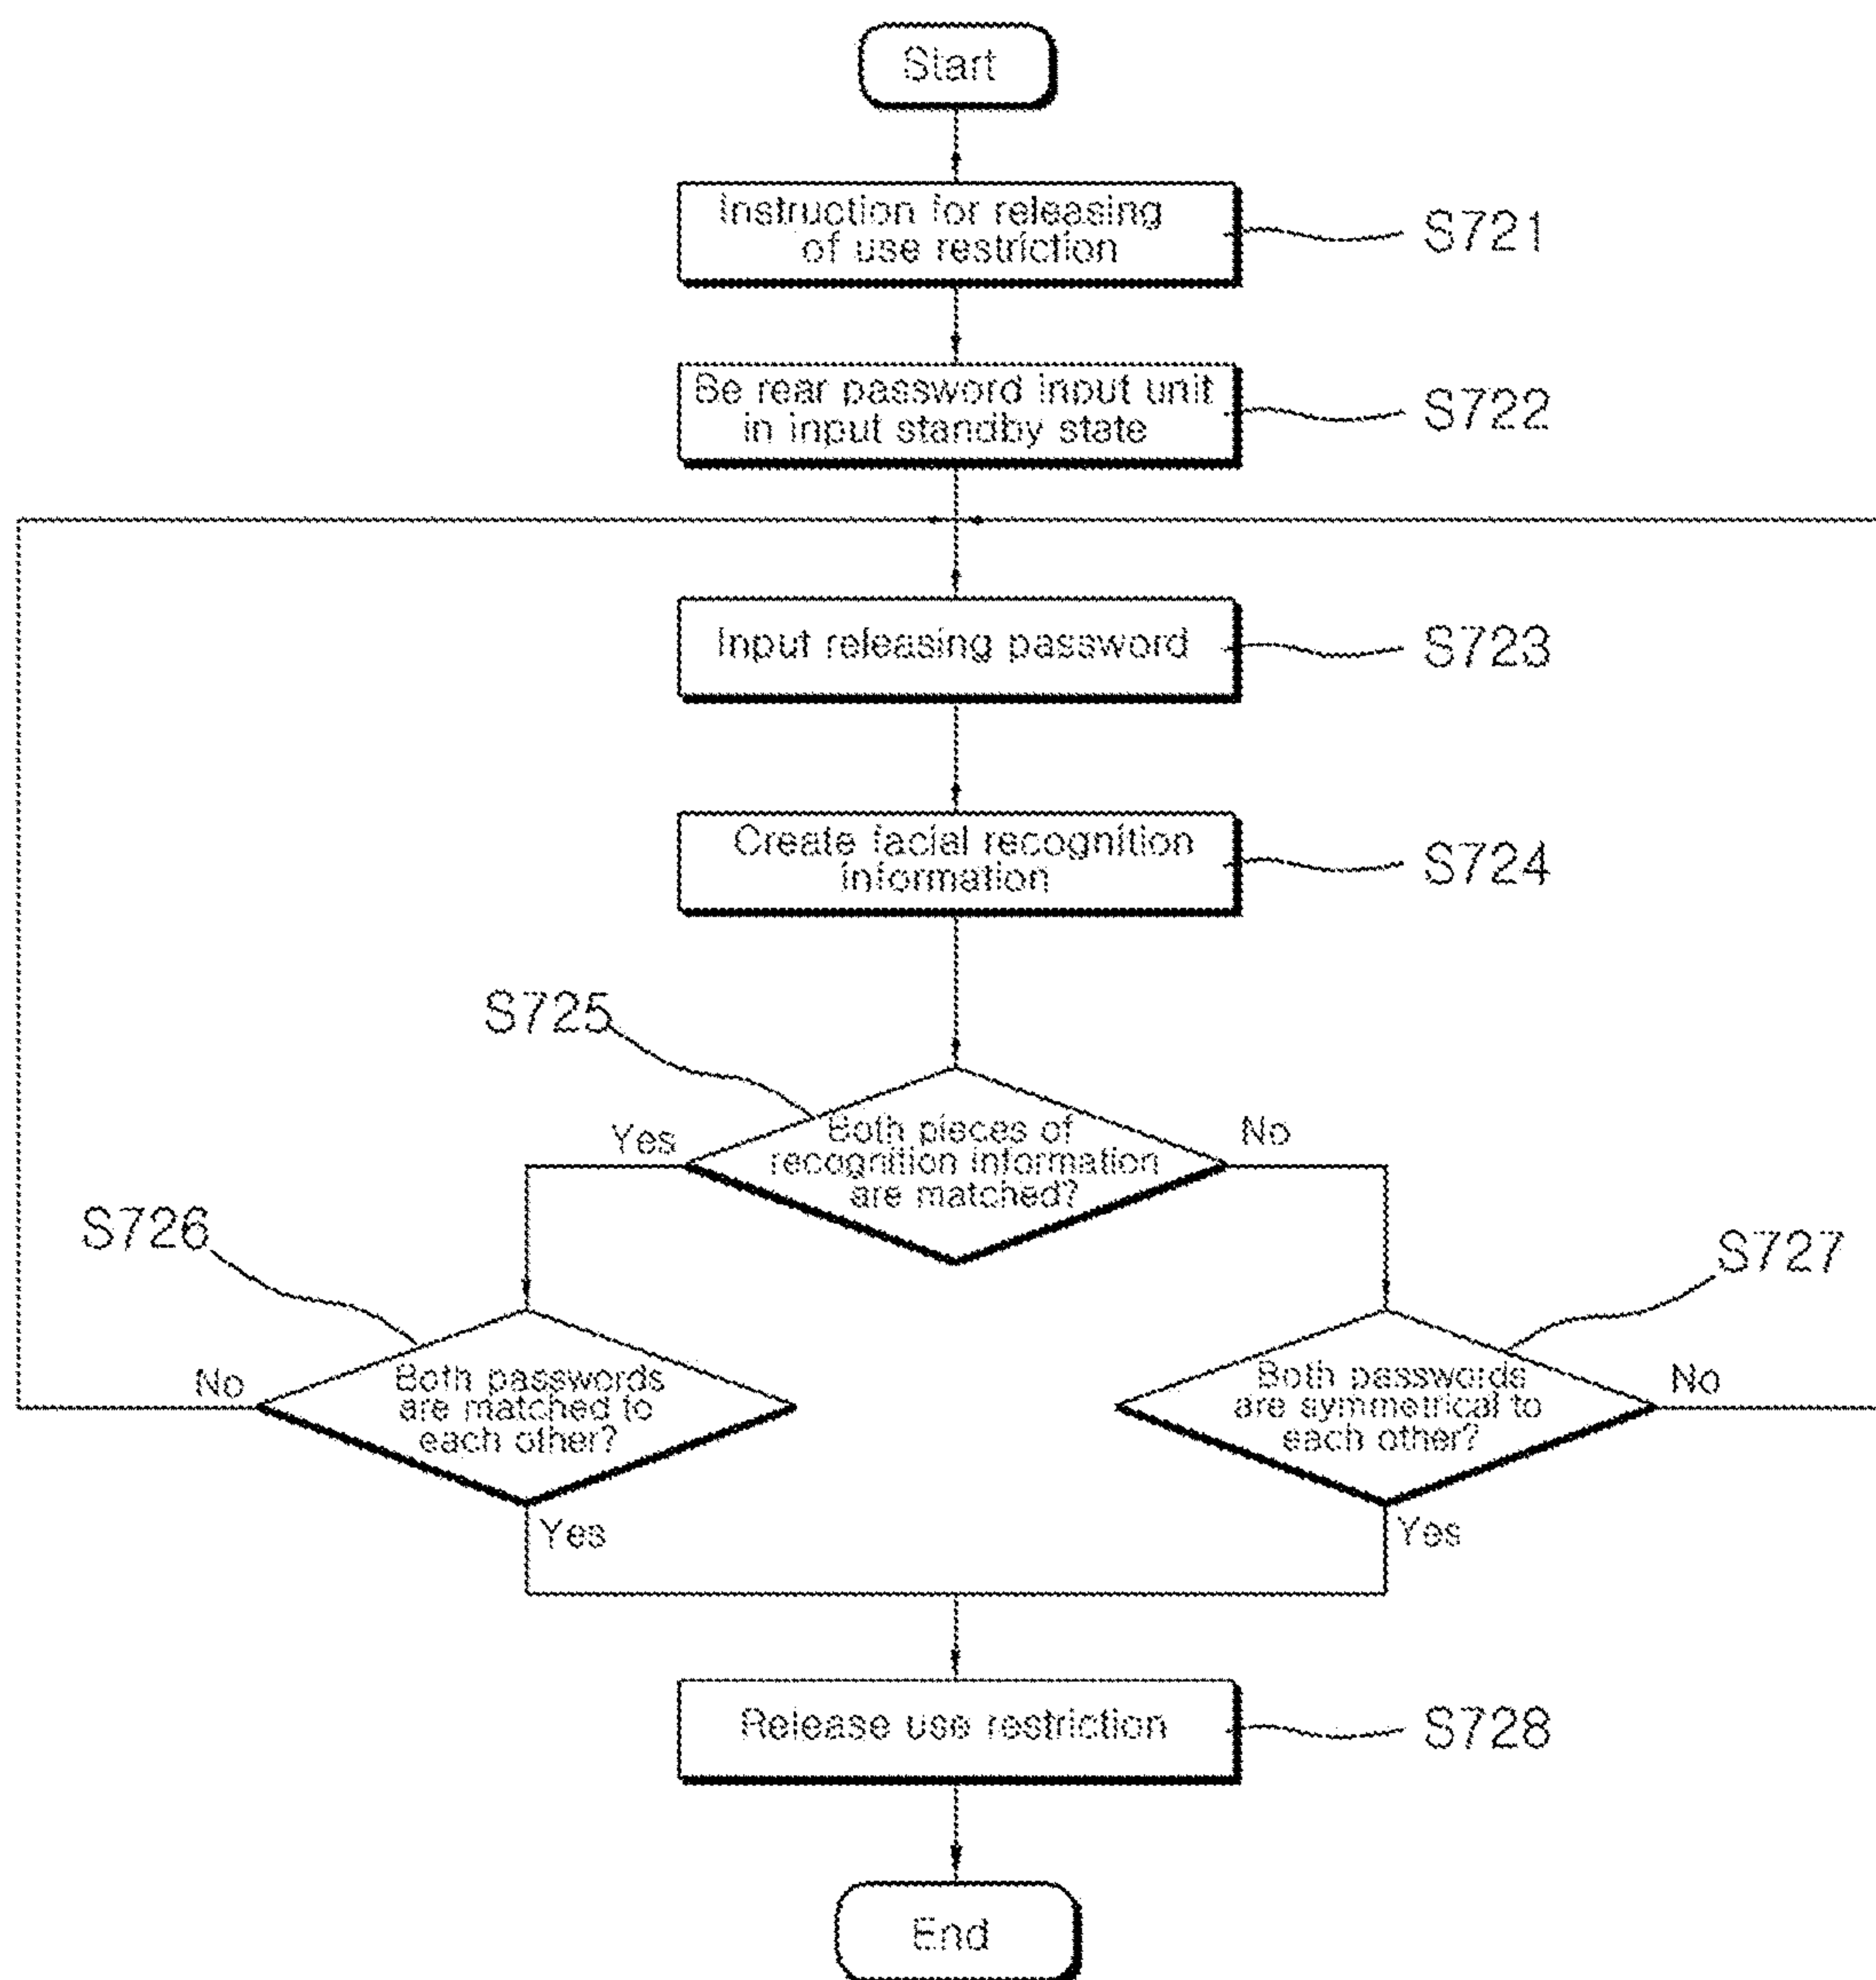 Start
Instruction for releasing
of use restriction
S721
Be rear password input unit
in input standby state
S722
Input releasing password
S723
Create facial recognition
information
S724
S725
Both pieces of
recognition information
are matched?
Yes
No
S726
S727
Both passwords
are matched to
each other?
No
Yes
Both passwords
are symmetrical to
each other?
No
Yes
Release use restriction
S728
End